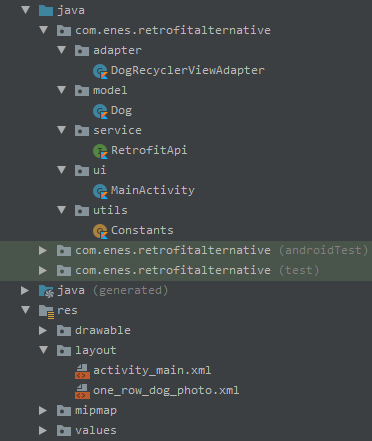 java
com.enes.retrofitalternative
adapter
DogRecyclerViewAdapter
model
Dog
service
RetrofitApi
ui
MainActivity
utils
Constants
com.enes.retrofitalternative (androidTest)
com.enes.retrofitalternative (test)
java (generated)
res
drawable
layout
activity_main.xml
one_row_dog_photo.xml
mipmap
values